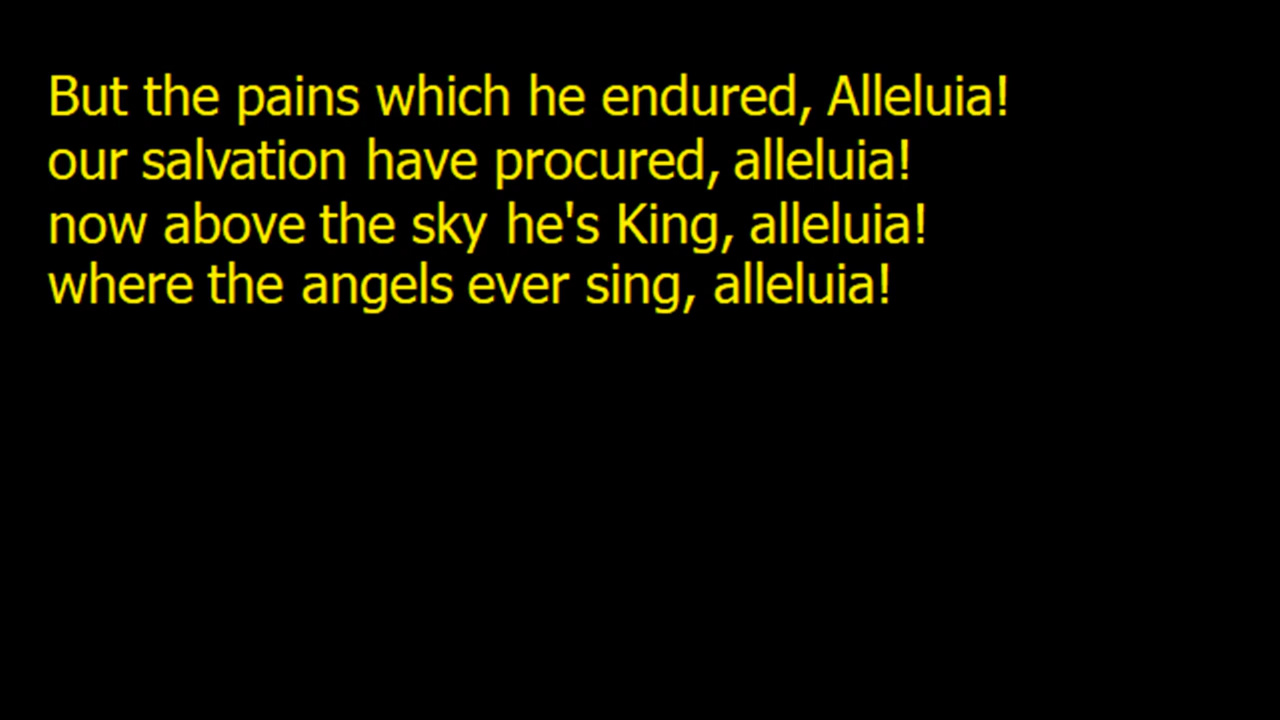 But the pains which he endured, Alleluia!
our salvation have procured, alleluia!
now above the sky he's King, alleluia!
where the angels ever sing, alleluia!